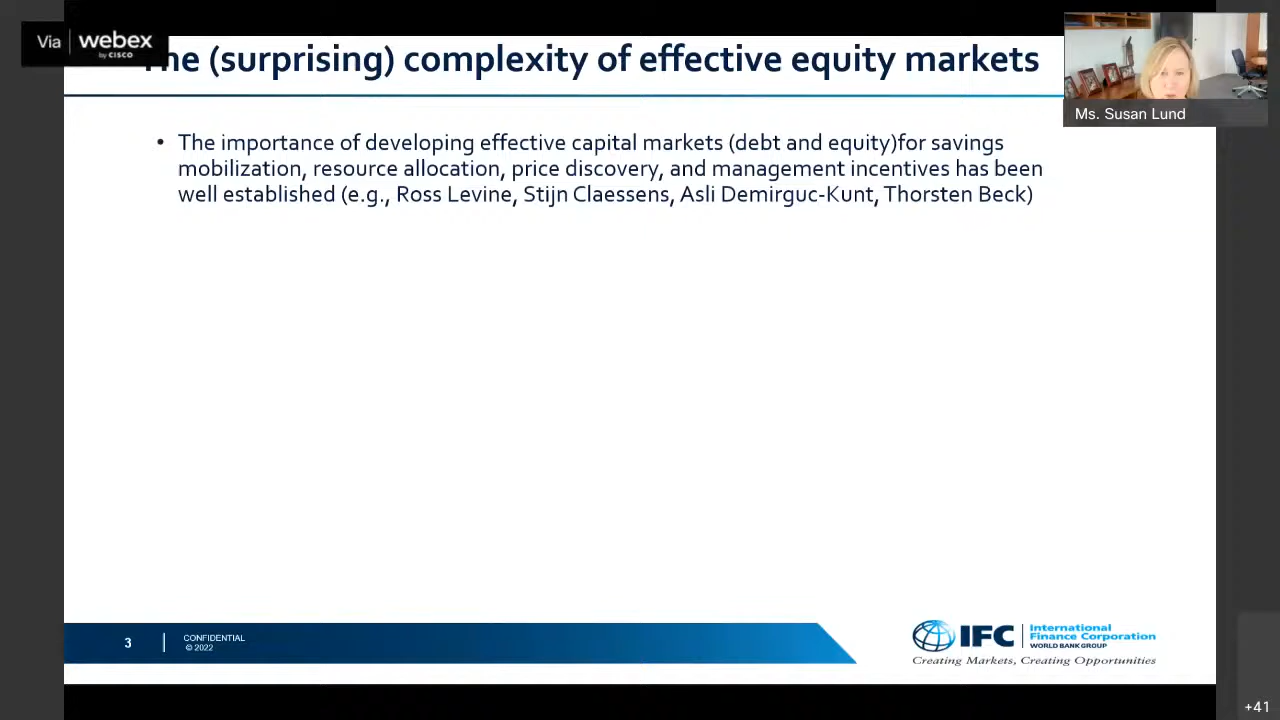 Via webex
by CISCO
The (surprising) complexity of effective equity markets
Ms. Susan Lund
• The importance of developing effective capital markets (debt and equity)for savings
mobilization, resource allocation, price discovery, and management incentives has been
well established (e.g., Ross Levine, Stijn Claessens, Asli Demirguc-Kunt, Thorsten Beck)
3
CONFIDENTIAL
© 2022
IFC
International
Finance Corporation
WORLD BANK GROUP
Creating Markets, Creating Opportunities
+41